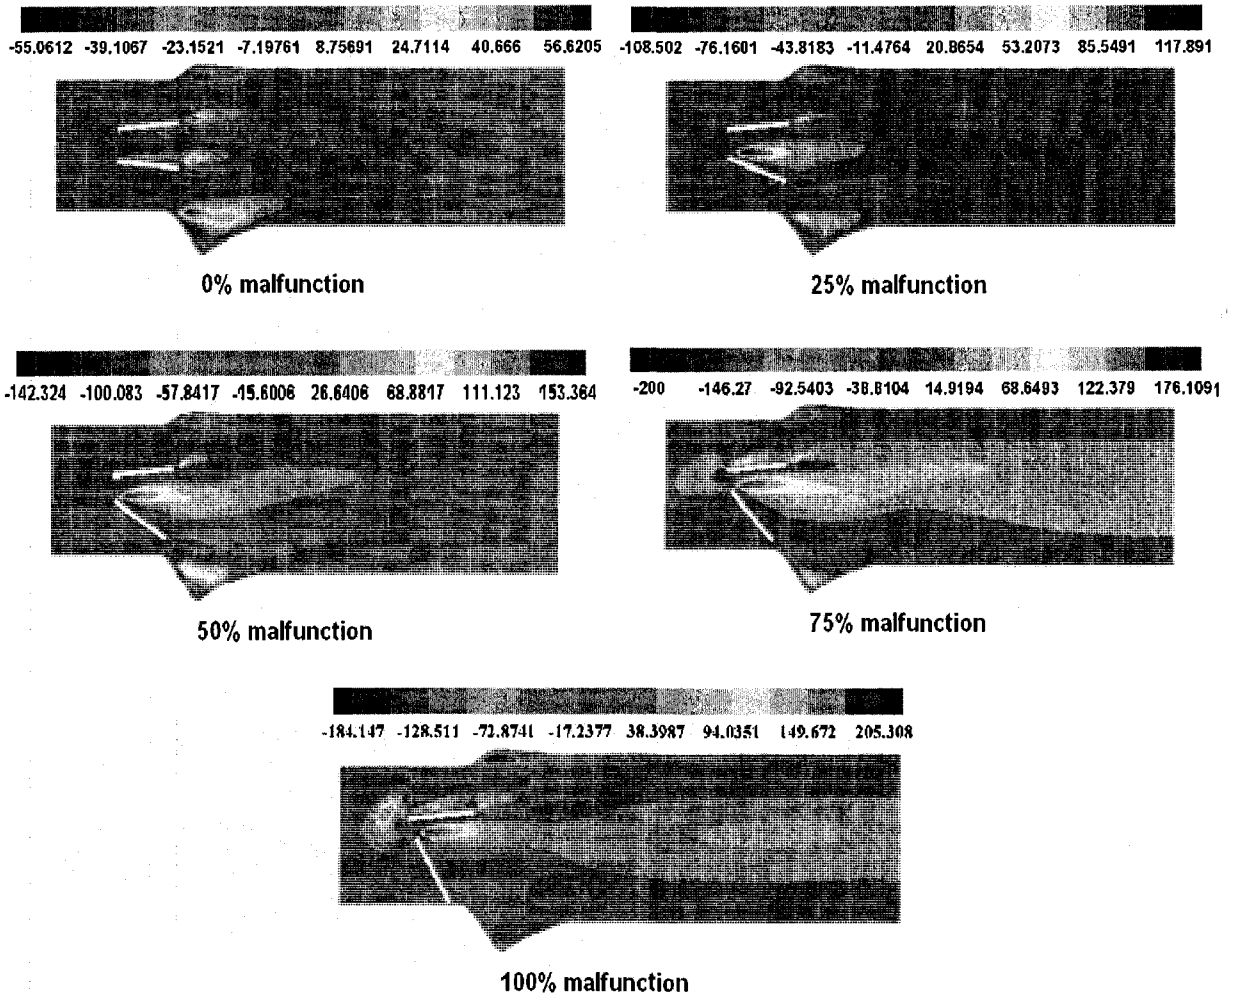 -55.0612 -39.1067 -23.1521 -7.19761 8.75691 24.7114 40.666 56.6205
-108.502 -76.1601 -43.8183 -11.4764 20.8654 53.2073 85.5491 117.891
0% malfunction
25% malfunction
-142.324 -100.083 -57.8417 -15.6006 26.6406 68.8817 111.123 153.364
-200 -146.27 -92.5403 -38.8104 14.9194 68.6493 122.379 176.1091
50% malfunction
75% malfunction
-184.147 -128.511 -72.8741 -17.2377 38.3987 94.0351 149.672 205.308
100% malfunction